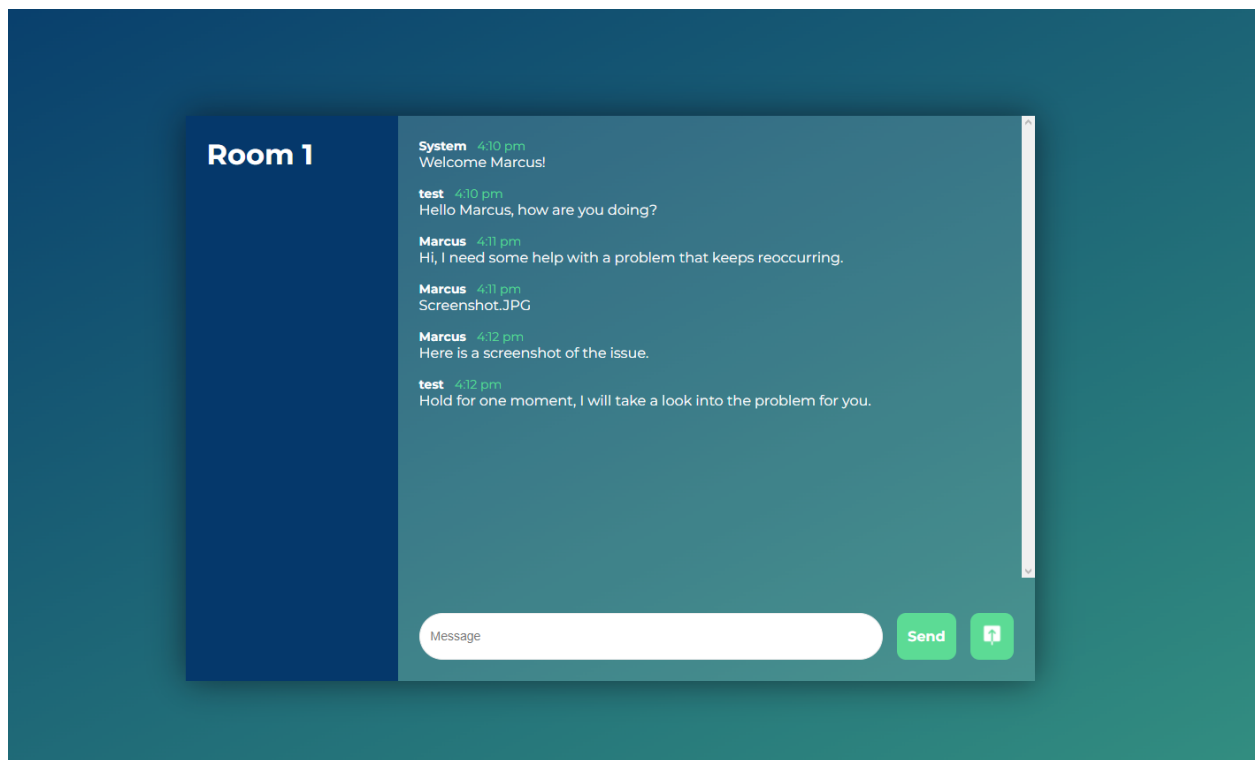 Room 1
System 4:10 pm
Welcome Marcus!
test 4:10 pm
Hello Marcus, how are you doing?
Marcus 4:11 pm
Hi, I need some help with a problem that keeps reoccurring.
Marcus 4:11 pm
Screenshot.JPG
Marcus 4:12 pm
Here is a screenshot of the issue.
test 4:12 pm
Hold for one moment, I will take a look into the problem for you.
Message
Send